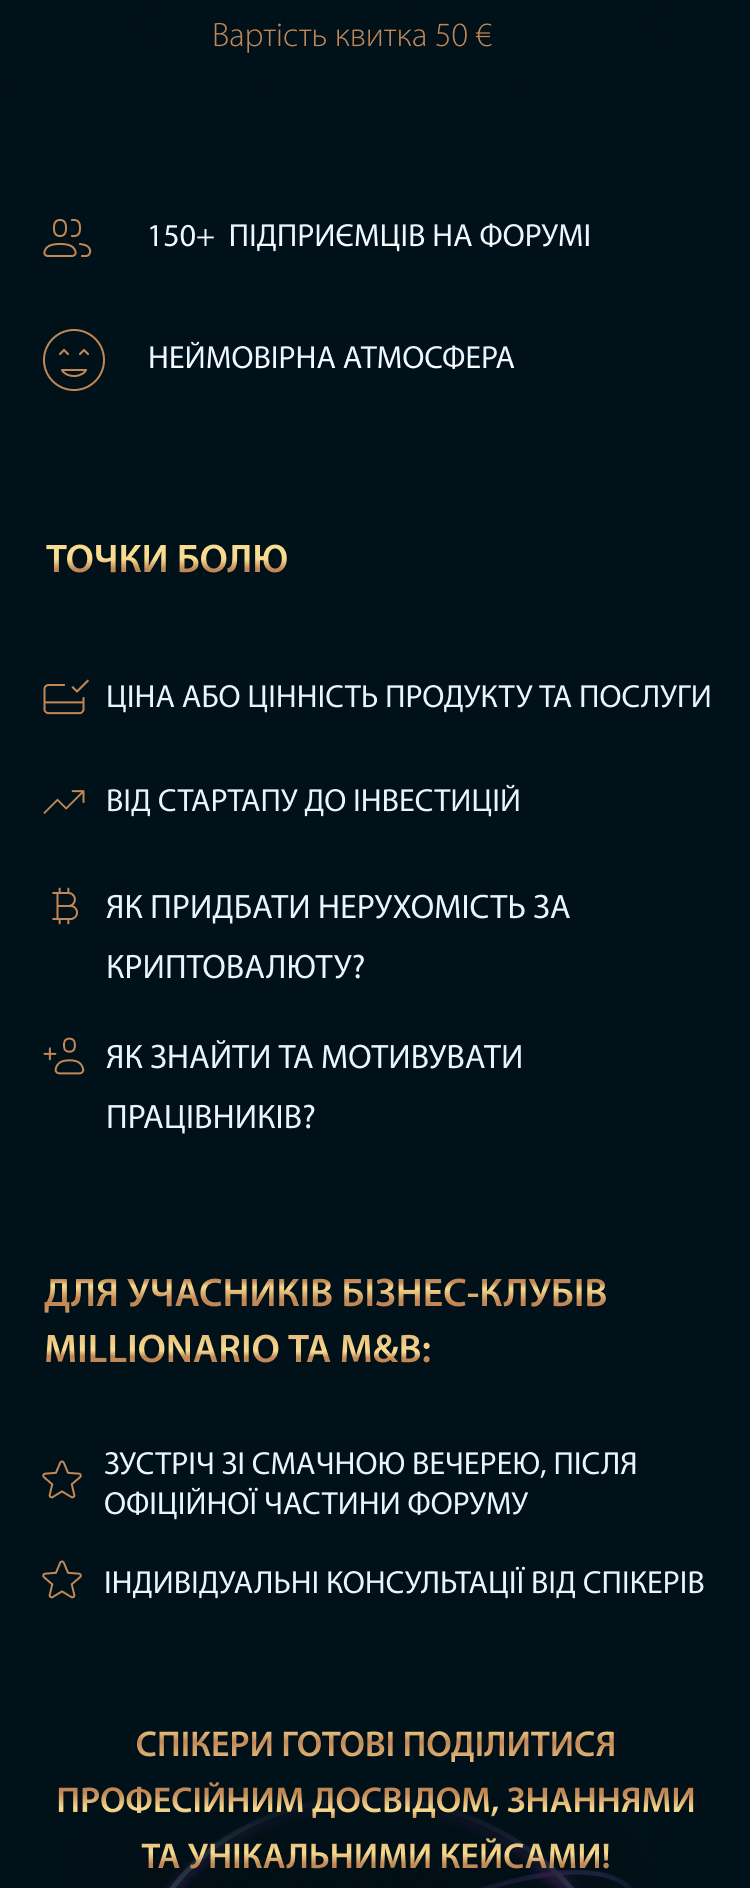 Вартість квитка 50 €
150+ ПІДПРИЄМЦІВ НА ФОРУМІ
НЕЙМОВІРНА АТМОСФЕРА
ТОЧКИ БОЛЮ
ЦІНА АБО ЦІННІСТЬ ПРОДУКТУ ТА ПОСЛУГИ
ВІД СТАРТАПУ ДО ІНВЕСТИЦІЙ
ЯК ПРИДБАТИ НЕРУХОМІСТЬ ЗА
КРИПТОВАЛЮТУ?
ЯК ЗНАЙТИ ТА МОТИВУВАТИ
ПРАЦІВНИКІВ?
ДЛЯ УЧАСНИКІВ БІЗНЕС-КЛУБІВ
MILLIONARIO ТА M&B:
ЗУСТРІЧ ЗІ СМАЧНОЮ ВЕЧЕРЕЮ, ПІСЛЯ
ОФІЦІЙНОЇ ЧАСТИНИ ФОРУМУ
ІНДИВІДУАЛЬНІ КОНСУЛЬТАЦІЇ ВІД СПІКЕРІВ
СПІКЕРИ ГОТОВІ ПОДІЛИТИСЯ
ПРОФЕСІЙНИМ ДОСВІДОМ, ЗНАННЯМИ
ТА УНІКАЛЬНИМИ КЕЙСАМИ!